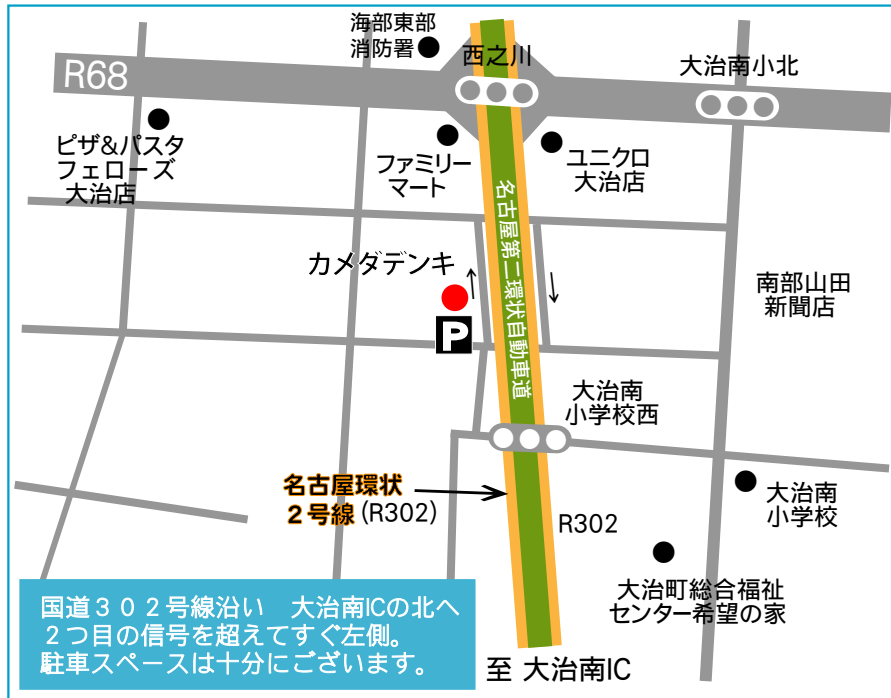 海部東部
消防署
西之川
大治南小北
R68
ピザ&パスタ
フェローズ
大治店
ファミリー
マート
ユニクロ
大治店
名古屋第二環状自動車道
カメダデンキ
↑
↓
南部山田
新聞店
P
大治南
小学校西
名古屋環状
2号線 (R302)
大治南
小学校
R302
大治町総合福祉
センター希望の家
国道302号線沿い 大治南ICの北へ
2つ目の信号を超えてすぐ左側。
駐車スペースは十分にございます。
至 大治南IC